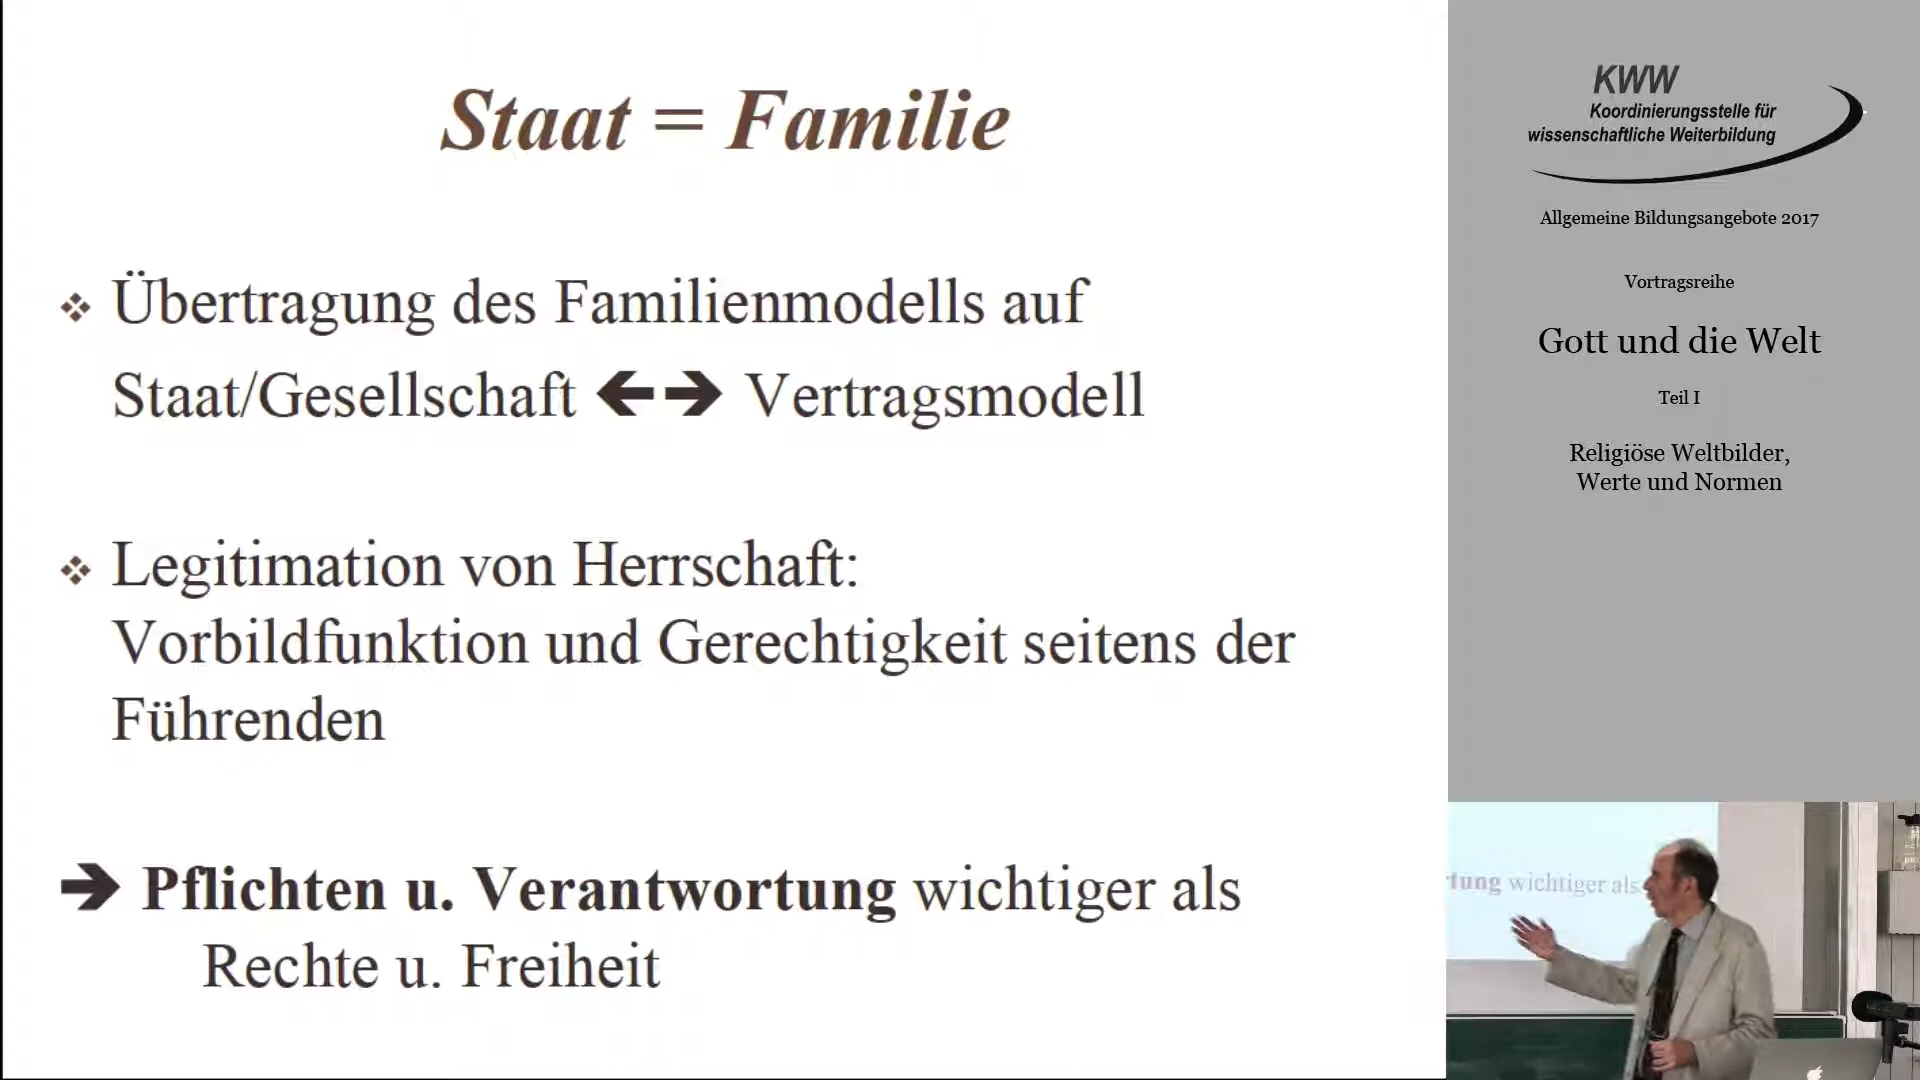 Staat = Familie
❖ Übertragung des Familienmodells auf
Staat/Gesellschaft 🡰🡲 Vertragsmodell
❖ Legitimation von Herrschaft:
Vorbildfunktion und Gerechtigkeit seitens der
Führenden
🡲 Pflichten u. Verantwortung wichtiger als
Rechte u. Freiheit
KWW
Koordinierungsstelle für
wissenschaftliche Weiterbildung
Allgemeine Bildungsangebote 2017
Vortragsreihe
Gott und die Welt
Teil I
Religiöse Weltbilder,
Werte und Normen
tung wichtiger als